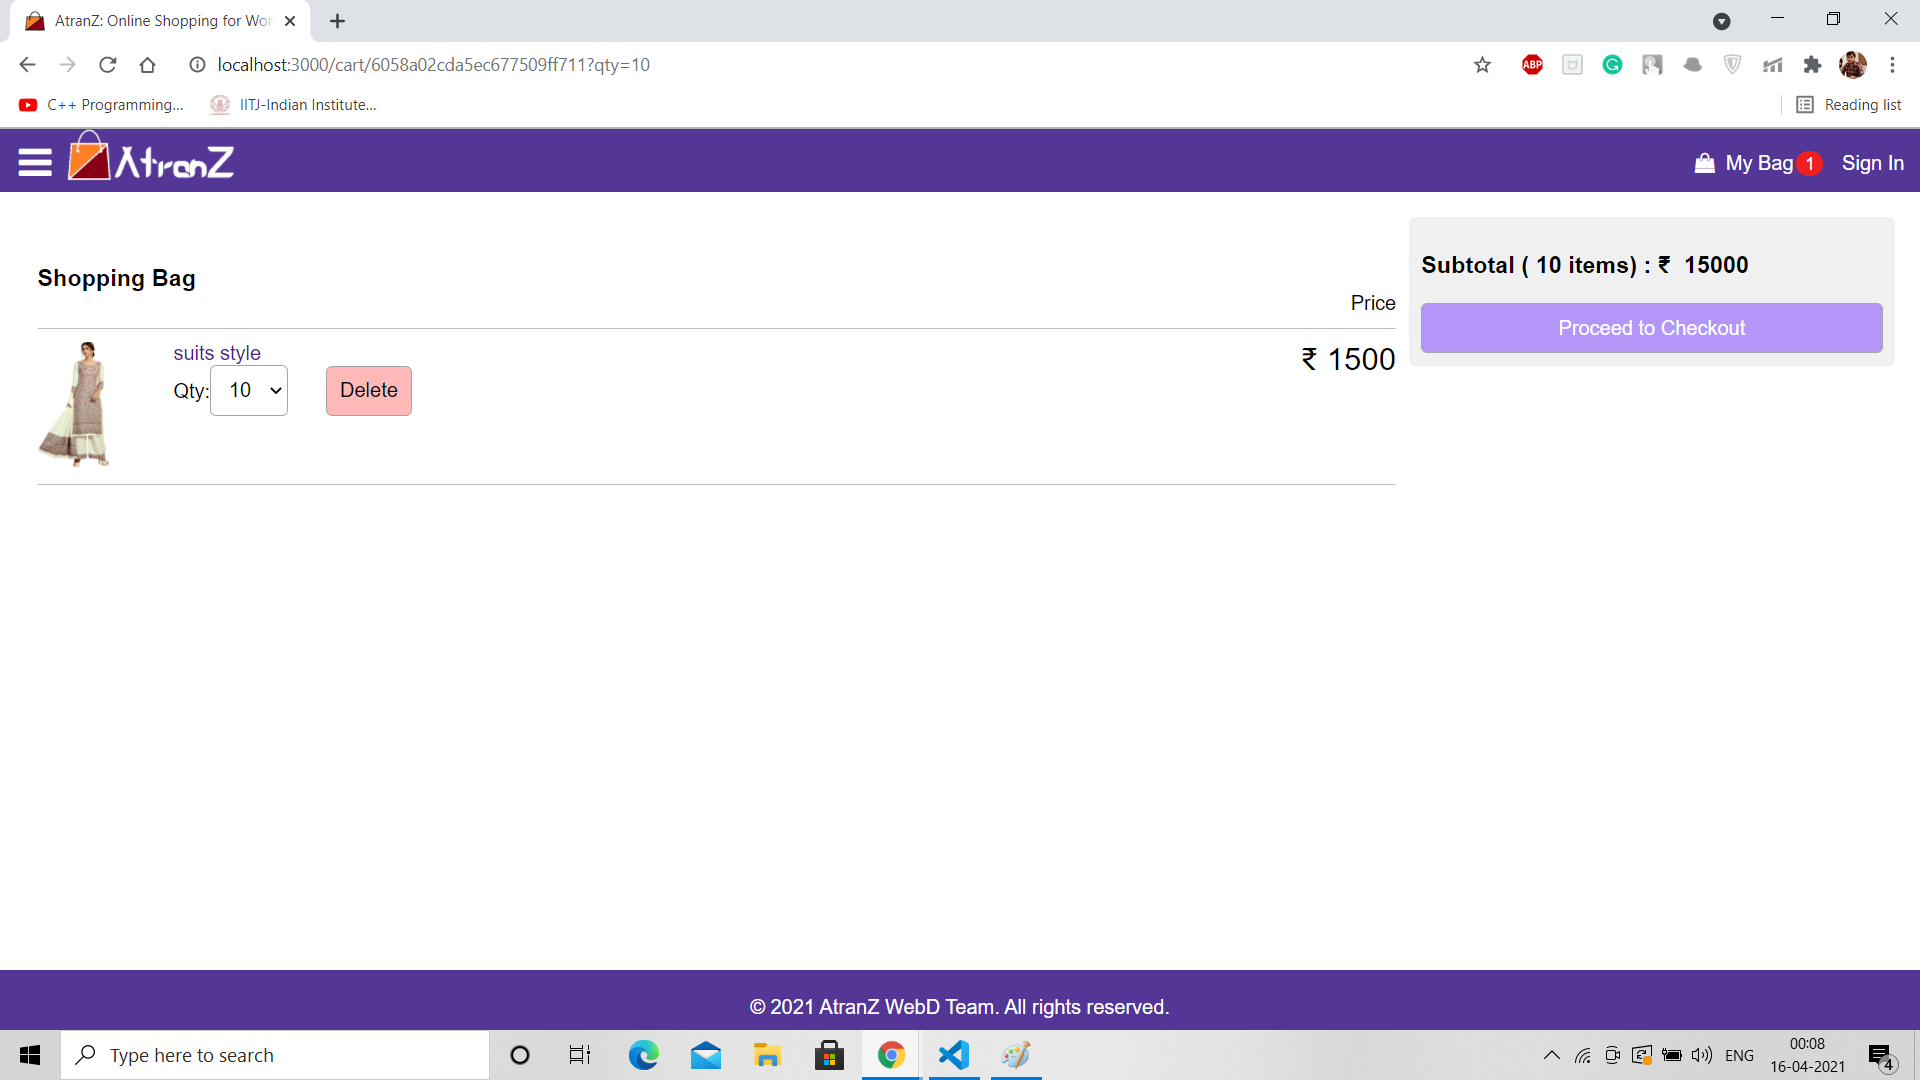 AtranZ: Online Shopping for Wor
localhost:3000/cart/6058a02cda5ec677509ff711?qty=10
ABP
G
C++ Programming...
IITJ-Indian Institute...
Reading list
AtranZ
My Bag 1
Sign In
Shopping Bag
Price
suits style
Qty: 10
Delete
₹ 1500
Subtotal ( 10 items) : ₹ 15000
Proceed to Checkout
© 2021 AtranZ WebD Team. All rights reserved.
Type here to search
ENG
00:08
16-04-2021
4